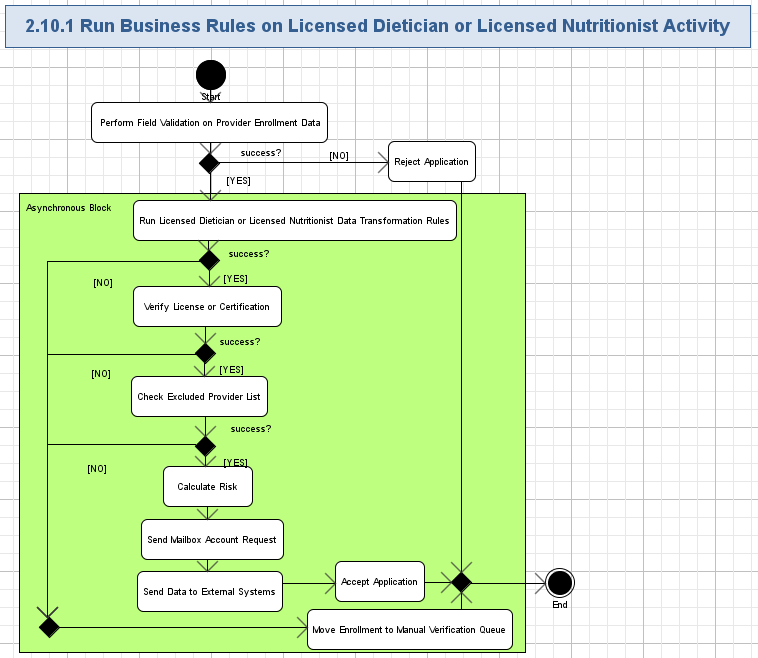 2.10.1 Run Business Rules on Licensed Dietician or Licensed Nutritionist Activity
Start
Perform Field Validation on Provider Enrollment Data
success?
[NO]
Reject Application
[YES]
Asynchronous Block
Run Licensed Dietician or Licensed Nutritionist Data Transformation Rules
success?
[NO]
[YES]
Verify License or Certification
success?
[NO]
[YES]
Check Excluded Provider List
success?
[NO]
[YES]
Calculate Risk
Send Mailbox Account Request
Send Data to External Systems
Accept Application
End
Move Enrollment to Manual Verification Queue